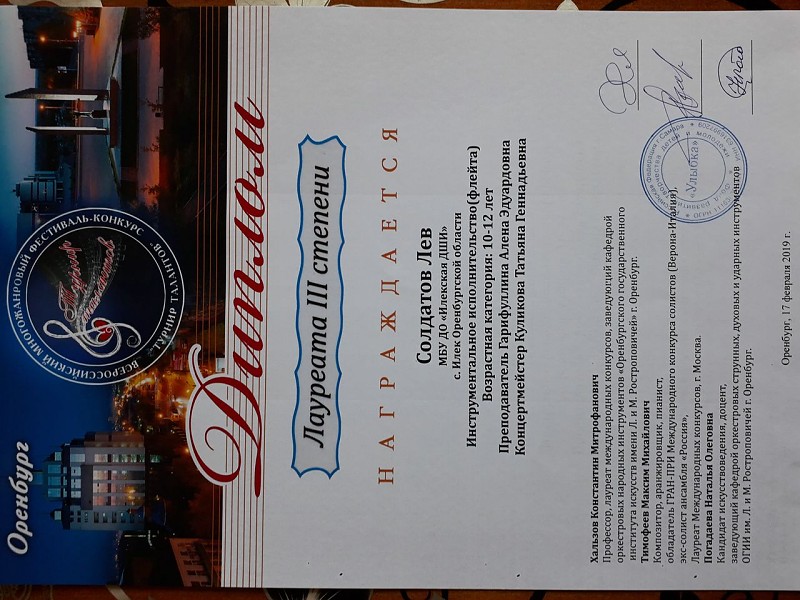 Оренбург
ВСЕРОССИЙСКИЙ МНОГОЖАНРОВЫЙ ФЕСТИВАЛЬ-КОНКУРС
"ТУРНИР ТАЛАНТОВ"
Турнир
талантов
Диплом
Лауреата III степени
НАГРАЖДАЕТСЯ
Солдатов Лев
МБУ ДО «Илекская ДШИ»
с. Илек Оренбургской области
Инструментальное исполнительство(флейта)
Возрастная категория: 10-12 лет
Преподаватель Гарифуллина Алена Эдуардовна
Концертмейстер Куликова Татьяна Геннадьевна
Хальзов Константин Митрофанович
Профессор, лауреат международных конкурсов, заведующий кафедрой
оркестровых народных инструментов «Оренбургского государственного
института искусств имени Л. и М. Ростроповичей» г. Оренбург.
Тимофеев Максим Михайлович
Композитор, аранжировщик, пианист,
обладатель ГРАН-ПРИ Международного конкурса солистов (Верона-Италия),
экс-солист ансамбля «Россия»,
Лауреат Международных конкурсов, г. Москва.
Погадаева Наталья Олеговна
Кандидат искусствоведения, доцент,
заведующий кафедрой оркестровых струнных, духовых и ударных инструментов
ОГИИ им. Л. и М. Ростроповичей г. Оренбург.
«Улыбка»
Оренбург, 17 февраля 2019 г.